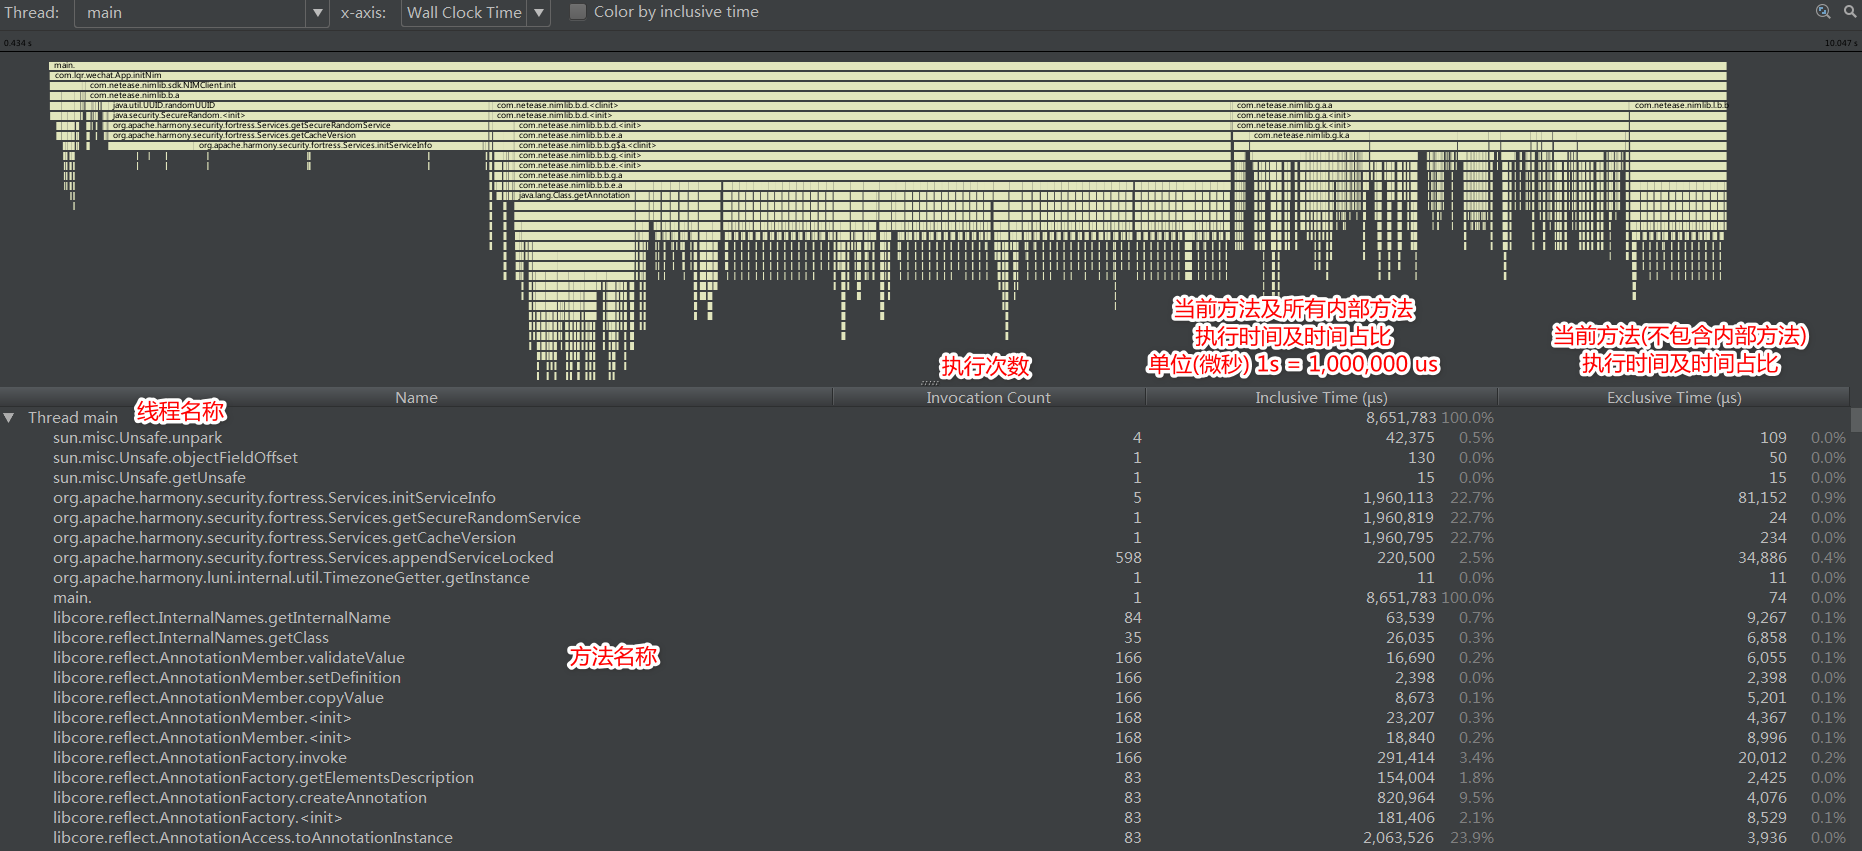 Thread: main x-axis: Wall Clock Time Color by inclusive time
0.434 s 10.047 s
main.
com.lqr.wechat.App.initNim
com.netease.nimlib.sdk.NIMClient.init
com.netease.nimlib.b.a
java.util.UUID.randomUUID com.netease.nimlib.b.d.<clinit> com.netease.nimlib.g.a.a com.netease.nimlib.l.b.b
java.security.SecureRandom.<init> com.netease.nimlib.b.d.<init> com.netease.nimlib.g.a.<init>
org.apache.harmony.security.fortress.Services.getSecureRandomService com.netease.nimlib.b.b.d.<init> com.netease.nimlib.g.k.<init>
org.apache.harmony.security.fortress.Services.getCacheVersion com.netease.nimlib.b.b.e.a com.netease.nimlib.g.k.a
org.apache.harmony.security.fortress.Services.initServiceInfo com.netease.nimlib.b.b.g$a.<clinit>
com.netease.nimlib.b.b.g.<init>
com.netease.nimlib.b.b.e.<init>
com.netease.nimlib.b.b.g.a
com.netease.nimlib.b.b.e.a
java.lang.Class.getAnnotation
当前方法及所有内部方法
执行时间及时间占比
单位(微秒) 1s = 1,000,000 us
当前方法(不包含内部方法)
执行时间及时间占比
执行次数
Name Invocation Count Inclusive Time (µs) Exclusive Time (µs)
Thread main 线程名称 8,651,783 100.0%
sun.misc.Unsafe.unpark 4 42,375 0.5% 109 0.0%
sun.misc.Unsafe.objectFieldOffset 1 130 0.0% 50 0.0%
sun.misc.Unsafe.getUnsafe 1 15 0.0% 15 0.0%
org.apache.harmony.security.fortress.Services.initServiceInfo 5 1,960,113 22.7% 81,152 0.9%
org.apache.harmony.security.fortress.Services.getSecureRandomService 1 1,960,819 22.7% 24 0.0%
org.apache.harmony.security.fortress.Services.getCacheVersion 1 1,960,795 22.7% 234 0.0%
org.apache.harmony.security.fortress.Services.appendServiceLocked 598 220,500 2.5% 34,886 0.4%
org.apache.harmony.luni.internal.util.TimezoneGetter.getInstance 1 11 0.0% 11 0.0%
main. 1 8,651,783 100.0% 74 0.0%
libcore.reflect.InternalNames.getInternalName 84 63,539 0.7% 9,267 0.1%
libcore.reflect.InternalNames.getClass 35 26,035 0.3% 6,858 0.1%
libcore.reflect.AnnotationMember.validateValue 方法名称 166 16,690 0.2% 6,055 0.1%
libcore.reflect.AnnotationMember.setDefinition 166 2,398 0.0% 2,398 0.0%
libcore.reflect.AnnotationMember.copyValue 166 8,673 0.1% 5,201 0.1%
libcore.reflect.AnnotationMember.<init> 168 23,207 0.3% 4,367 0.1%
libcore.reflect.AnnotationMember.<init> 168 18,840 0.2% 8,996 0.1%
libcore.reflect.AnnotationFactory.invoke 166 291,414 3.4% 20,012 0.2%
libcore.reflect.AnnotationFactory.getElementsDescription 83 154,004 1.8% 2,425 0.0%
libcore.reflect.AnnotationFactory.createAnnotation 83 820,964 9.5% 4,076 0.0%
libcore.reflect.AnnotationFactory.<init> 83 181,406 2.1% 8,529 0.1%
libcore.reflect.AnnotationAccess.toAnnotationInstance 83 2,063,526 23.9% 3,936 0.0%